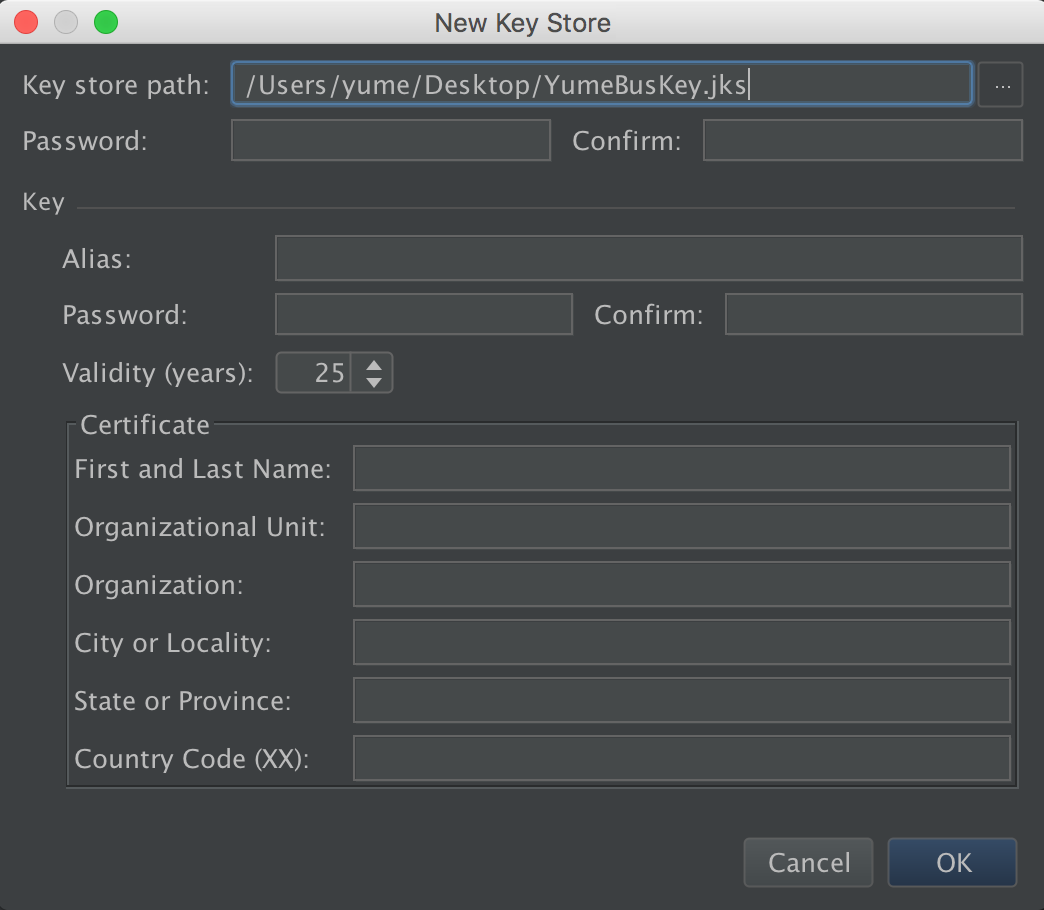 New Key Store
Key store path: /Users/yume/Desktop/YumeBusKey.jks ...
Password: Confirm:
Key
Alias:
Password: Confirm:
Validity (years): 25
Certificate
First and Last Name:
Organizational Unit:
Organization:
City or Locality:
State or Province:
Country Code (XX):
Cancel OK